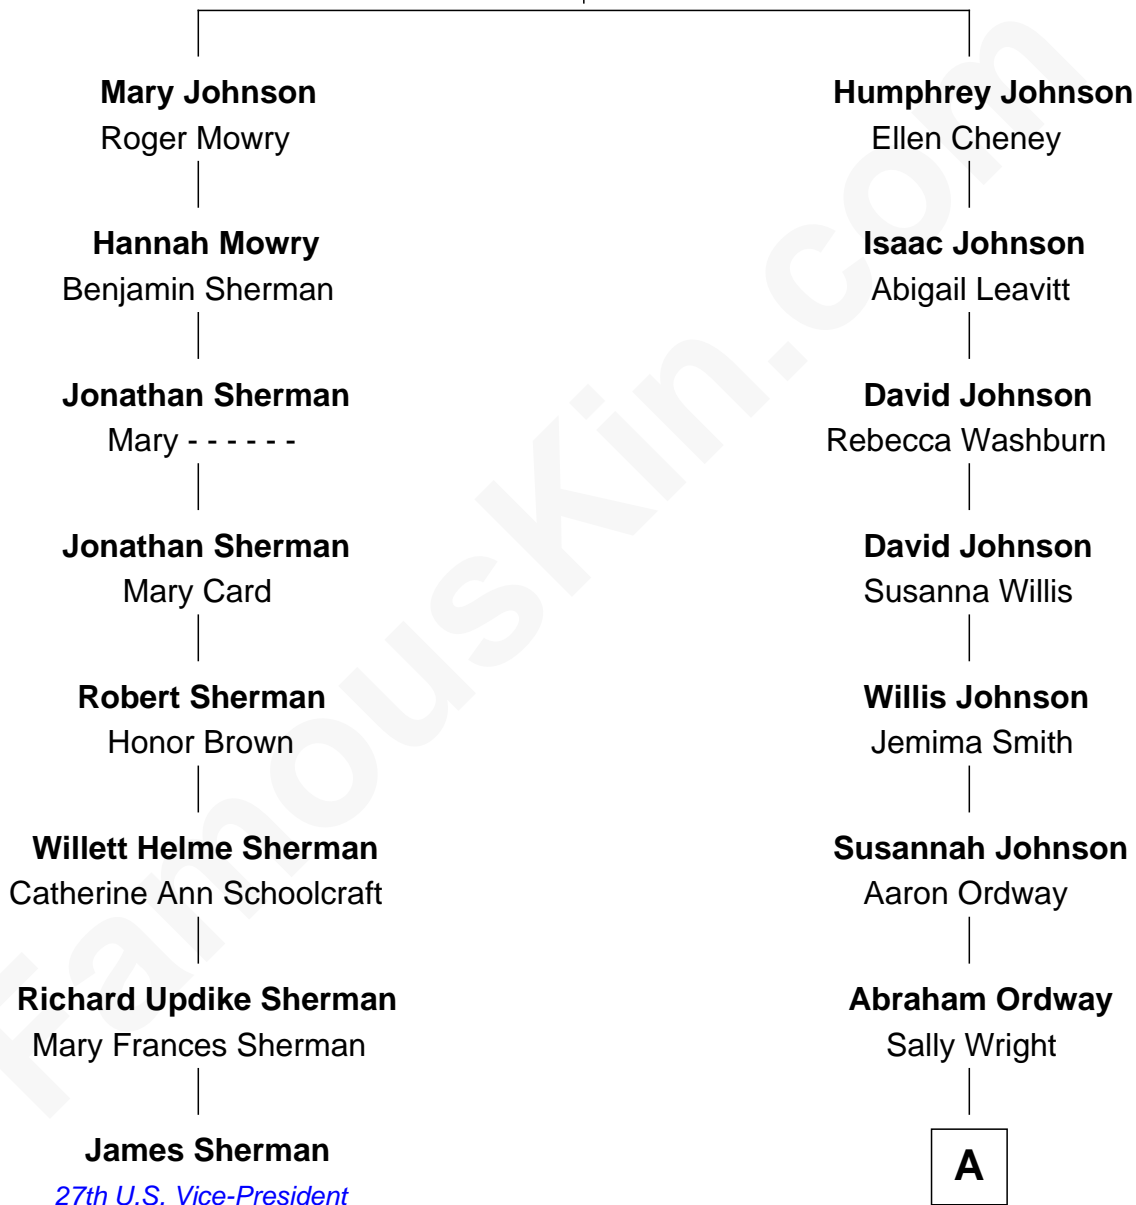 Mary Johnson
Roger Mowry
Hannah Mowry
Benjamin Sherman
Jonathan Sherman
Mary - - - - - -
Jonathan Sherman
Mary Card
Robert Sherman
Honor Brown
Willett Helme Sherman
Catherine Ann Schoolcraft
Richard Updike Sherman
Mary Frances Sherman
James Sherman
27th U.S. Vice-President
Humphrey Johnson
Ellen Cheney
Isaac Johnson
Abigail Leavitt
David Johnson
Rebecca Washburn
David Johnson
Susanna Willis
Willis Johnson
Jemima Smith
Susannah Johnson
Aaron Ordway
Abraham Ordway
Sally Wright
A
FamousKin.com